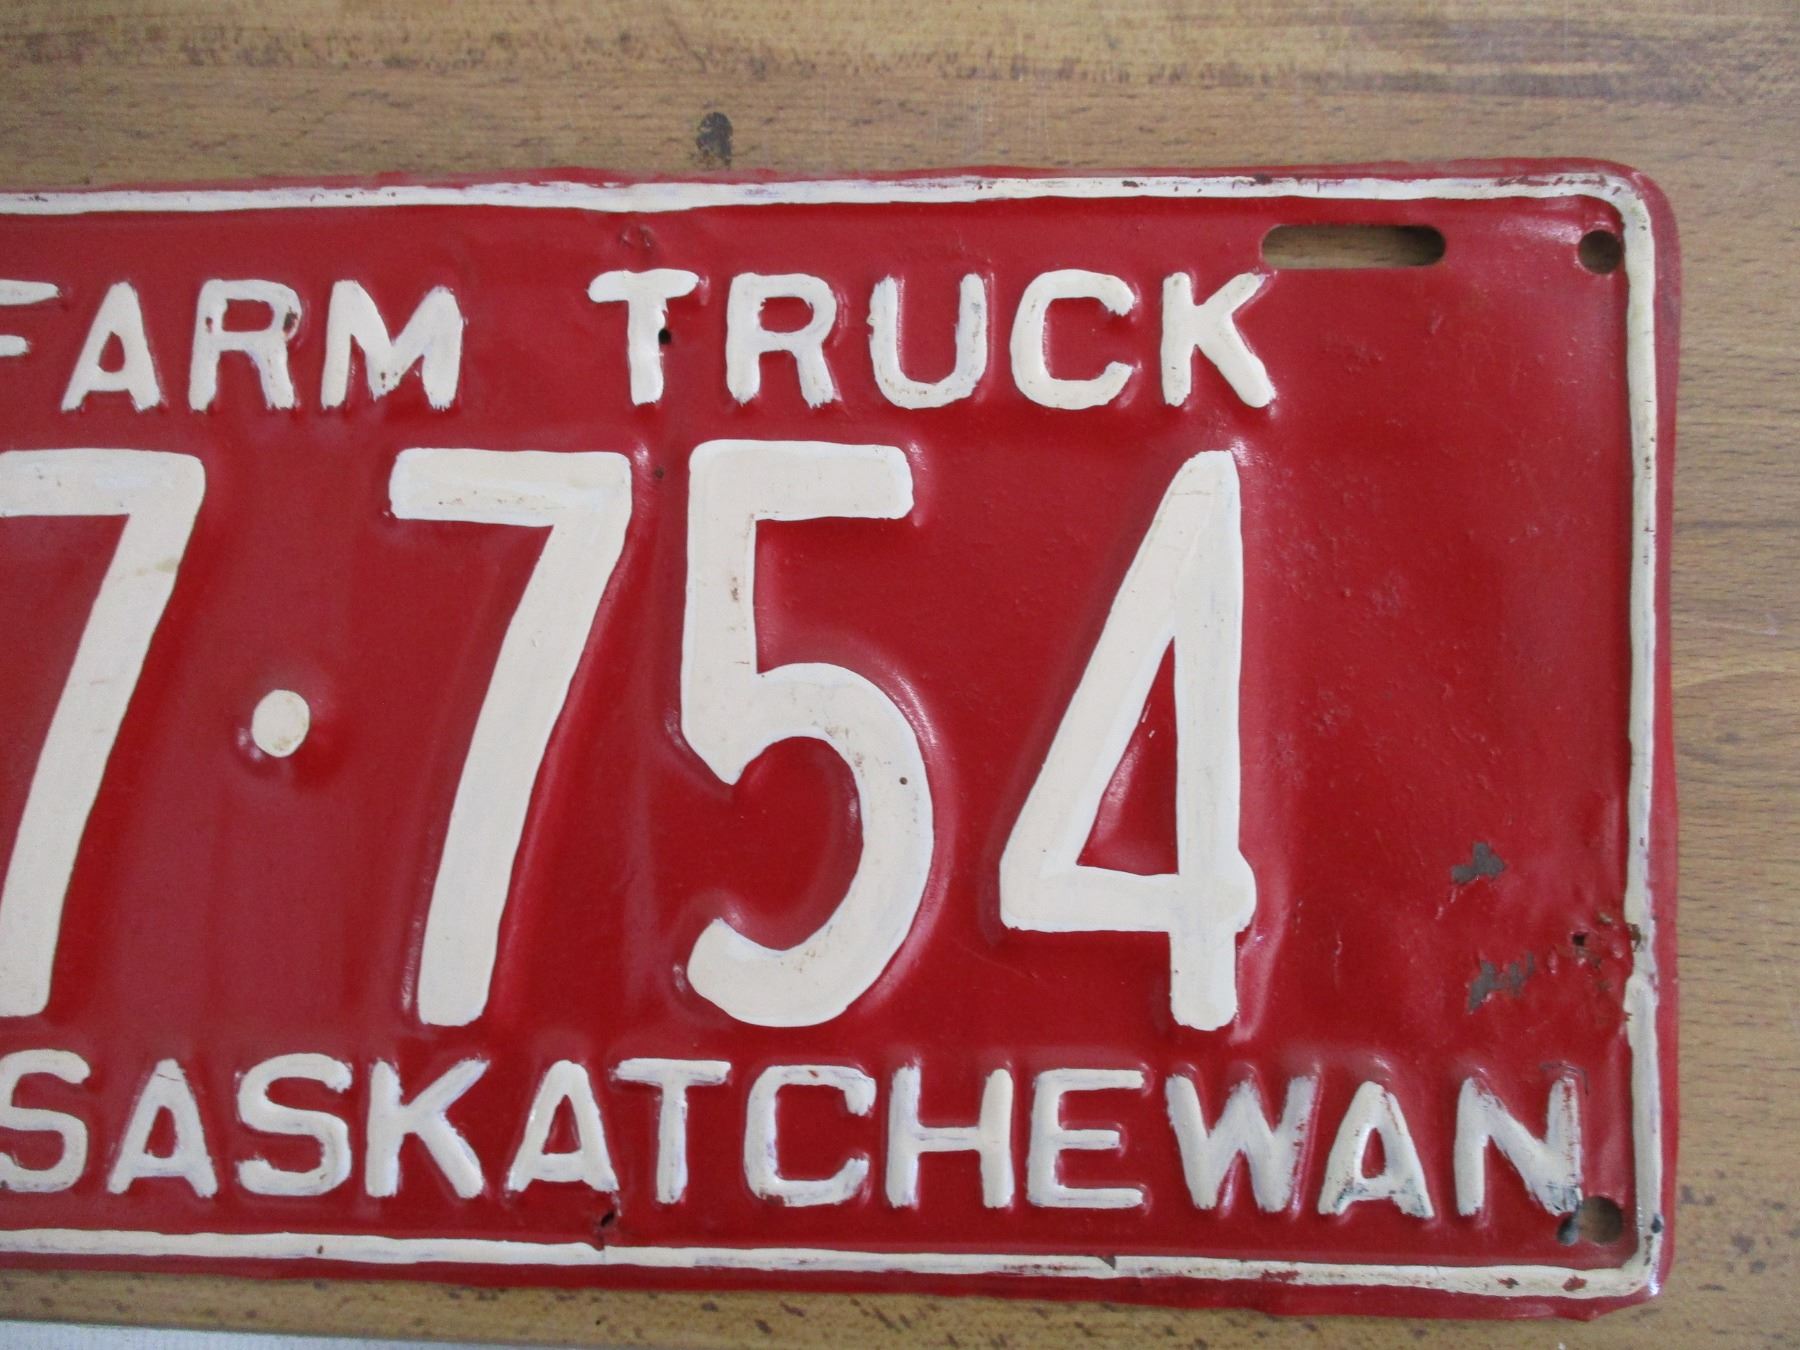 FARM TRUCK
7·754
SASKATCHEWAN